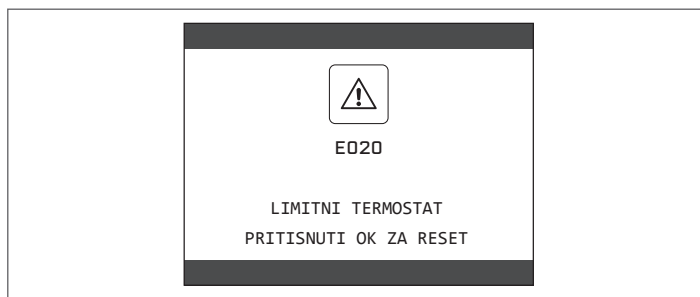 E020
LIMITNI TERMOSTAT
PRITISNUTI OK ZA RESET